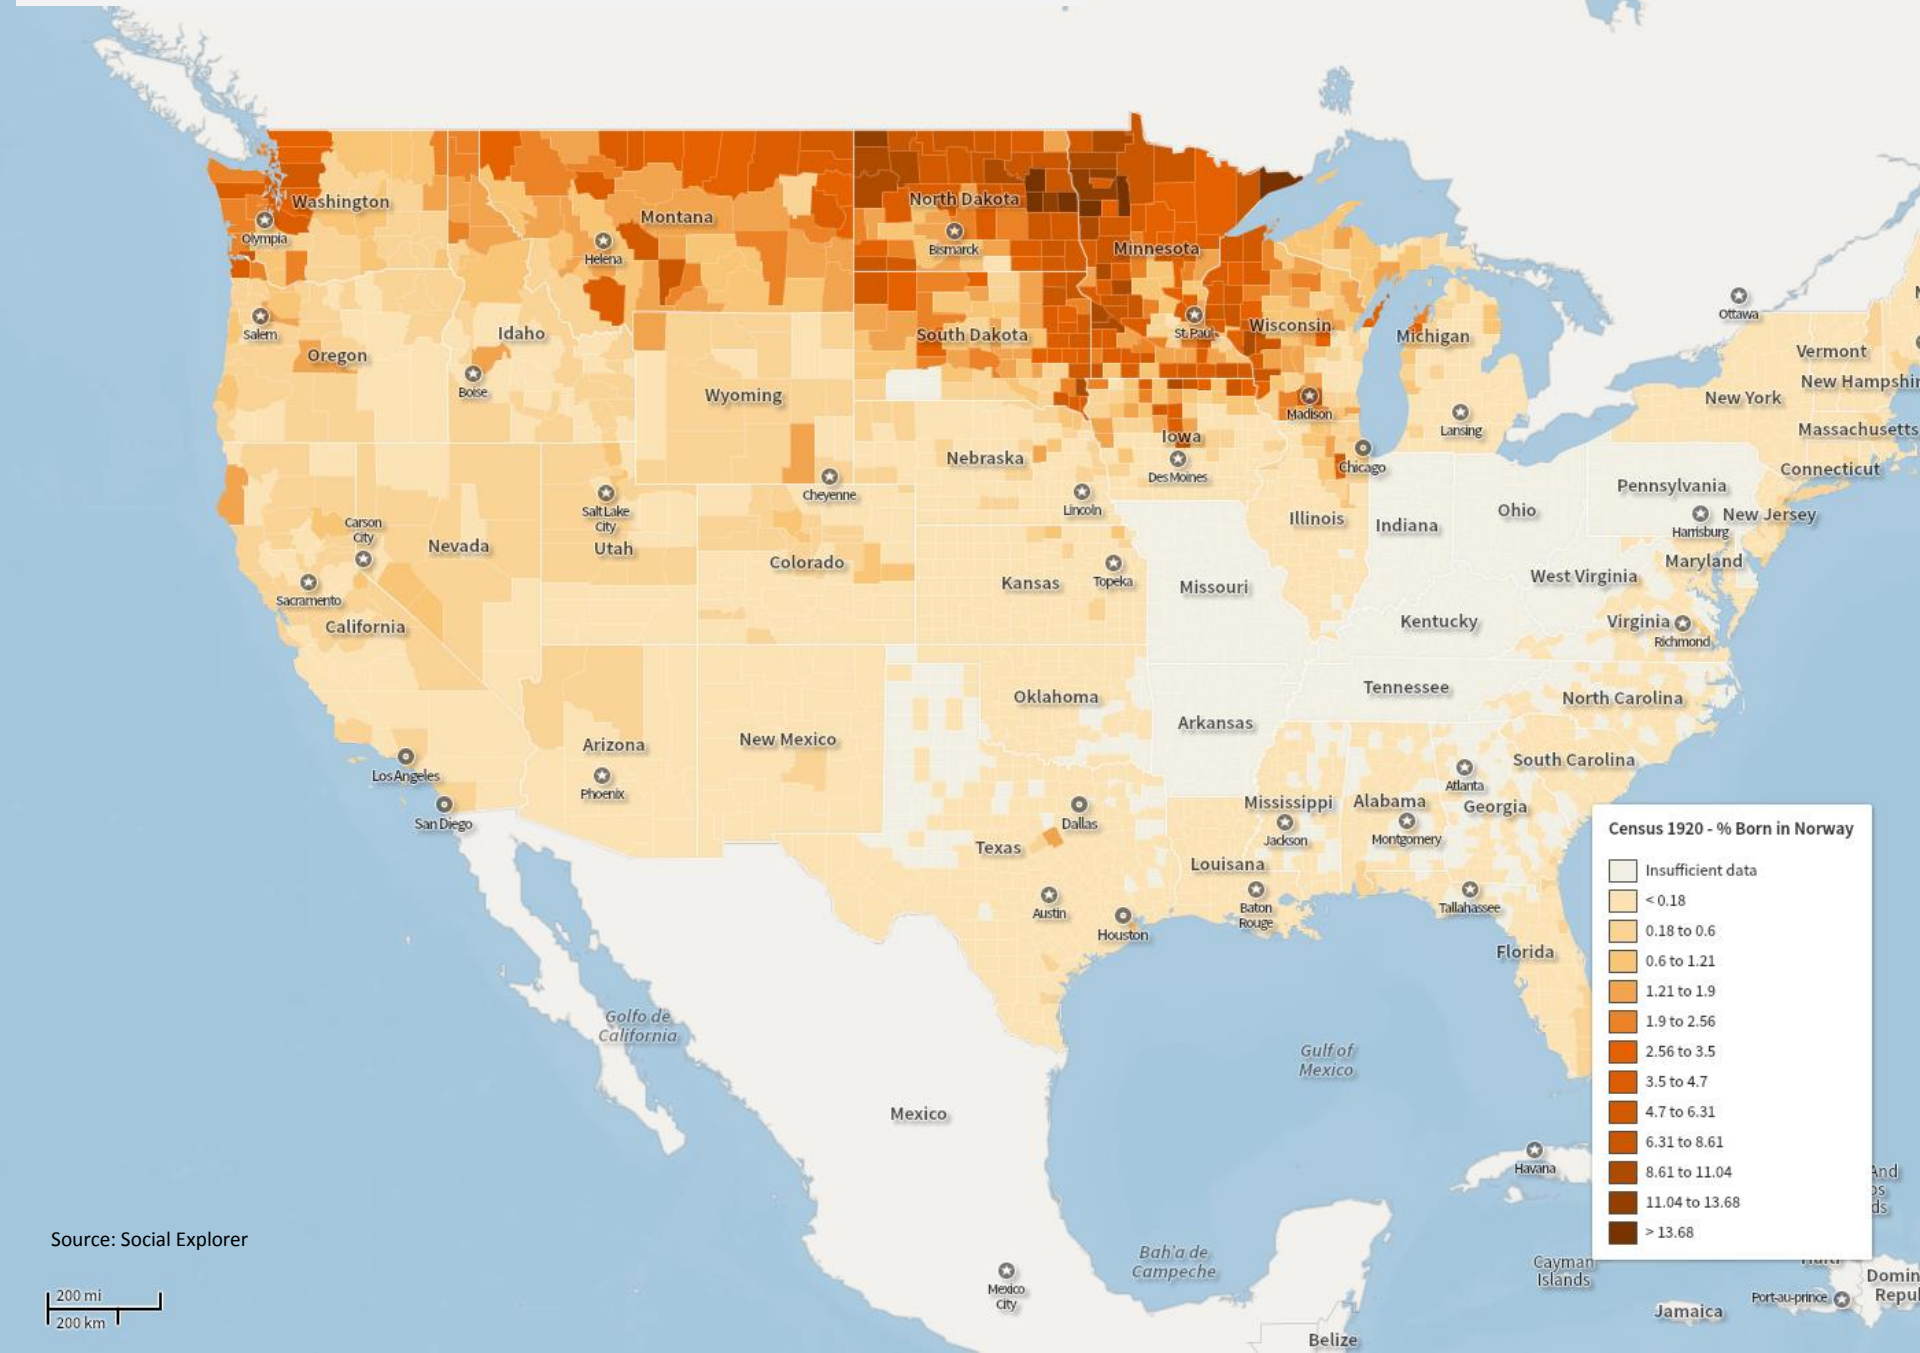 Washington
Olympia
Montana
Helena
North Dakota
Bismarck
Minnesota
St. Paul
Salem
Oregon
Idaho
Boise
South Dakota
Wisconsin
Michigan
Ottawa
Vermont
New Hampshir
New York
Massachusetts
Connecticut
Wyoming
Madison
Lansing
Iowa
Des Moines
Chicago
Nebraska
Lincoln
Cheyenne
Salt Lake
City
Utah
Carson
City
Nevada
Sacramento
California
Colorado
Kansas
Topeka
Missouri
Illinois
Indiana
Ohio
Pennsylvania
Harrisburg
New Jersey
Maryland
West Virginia
Virginia
Richmond
Kentucky
Tennessee
North Carolina
South Carolina
Oklahoma
Arkansas
Arizona
Phoenix
New Mexico
Los Angeles
San Diego
Dallas
Texas
Austin
Houston
Louisana
Baton
Rouge
Mississippi
Jackson
Alabama
Montgomery
Atlanta
Georgia
Tallahassee
Florida
Census 1920 - % Born in Norway
Insufficient data
< 0.18
0.18 to 0.6
0.6 to 1.21
1.21 to 1.9
1.9 to 2.56
2.56 to 3.5
3.5 to 4.7
4.7 to 6.31
6.31 to 8.61
8.61 to 11.04
11.04 to 13.68
> 13.68
Golfo de
California
Gulf of
Mexico
Mexico
Havana
And
os
ds
Source: Social Explorer
200 mi
200 km
Mexico
City
Bah'a de
Campeche
Cayman
Islands
Jamaica
Port-au-prince
Domin
Repu
Belize